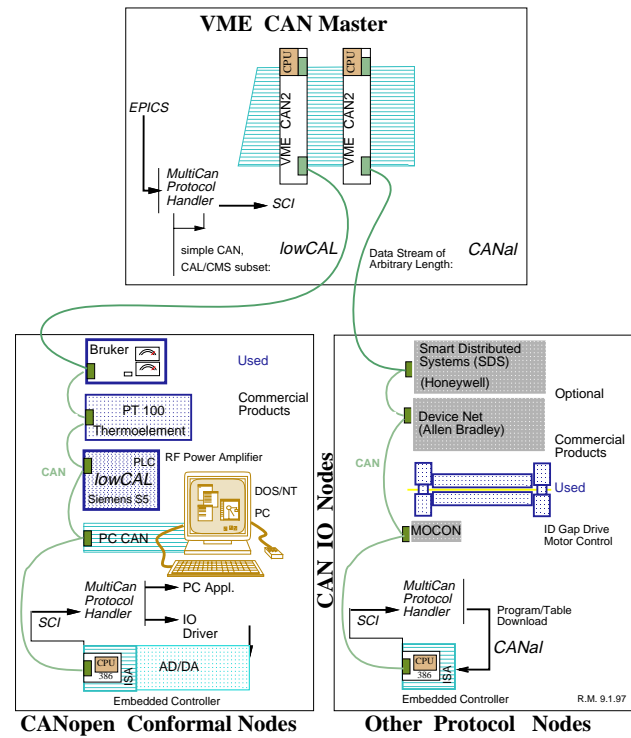 VME CAN Master
CPU
CPU
VME CAN2
VME CAN2
EPICS
MultiCan
Protocol
Handler
SCI
simple CAN,
CAL/CMS subset:
lowCAL
Data Stream of
Arbitrary Length:
CANal
Bruker
Used
PT 100
Thermoelement
Commercial
Products
CAN
PLC
lowCAL
Siemens S5
RF Power Amplifier
DOS/NT
PC
PC CAN
MultiCan
Protocol
Handler
SCI
PC Appl.
IO
Driver
CPU
386
ISA
AD/DA
Embedded Controller
CANopen Conformal Nodes
CAN IO Nodes
Smart Distributed
Systems (SDS)
(Honeywell)
Optional
Device Net
(Allen Bradley)
Commercial
Products
CAN
Used
MOCON
ID Gap Drive
Motor Control
MultiCan
Protocol
Handler
SCI
Program/Table
Download
CANal
CPU
386
ISA
Embedded Controller
R.M. 9.1.97
Other Protocol Nodes